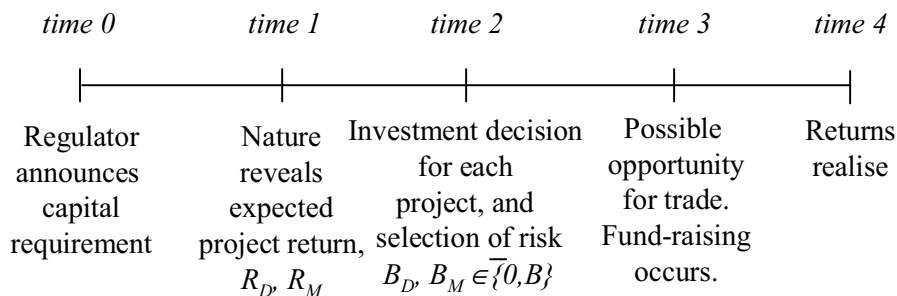 time 0
time 1
time 2
time 3
time 4
Regulator
announces
capital
requirement
Nature
reveals
expected
project return,
R_D, R_M
Investment decision
for each
project, and
selection of risk
B_D, B_M ∈{0,B}
Possible
opportunity
for trade.
Fund-raising
occurs.
Returns
realise